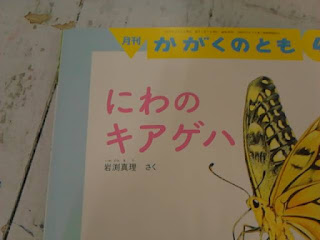 月刊 かがくのとも
にわの
キアゲハ
岩渕真理 さく